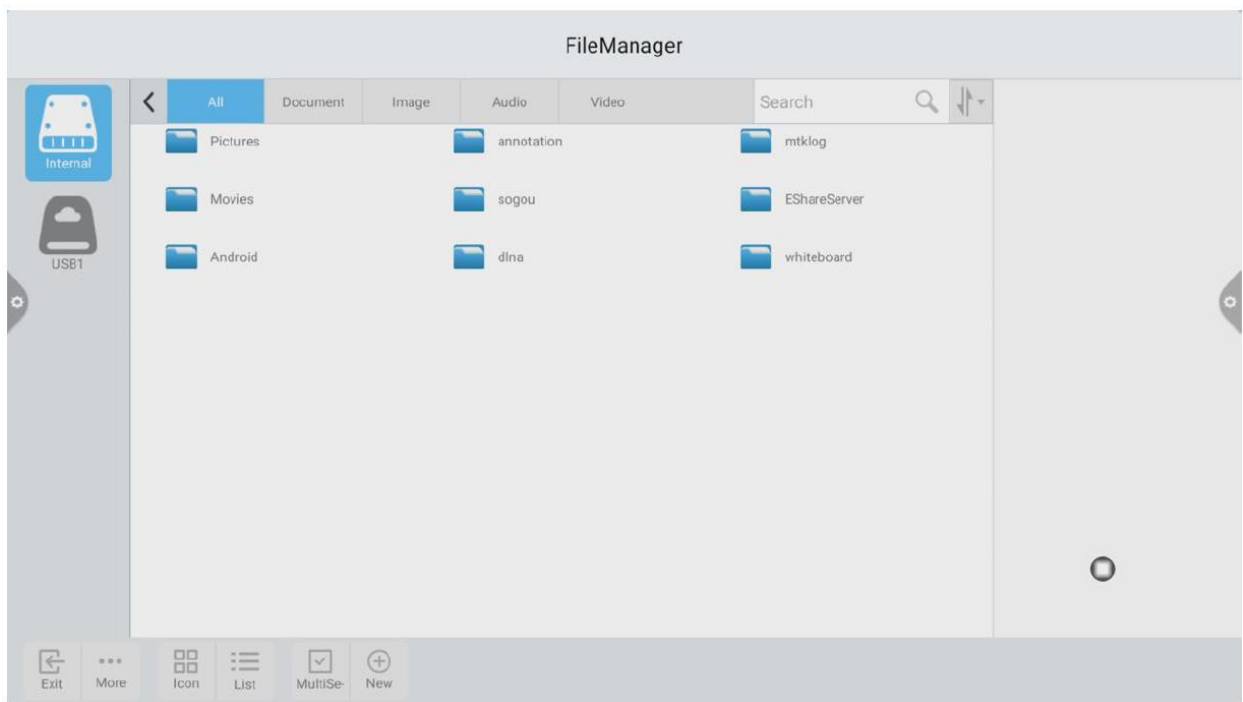 FileManager
All Document Image Audio Video Search
Internal
Pictures annotation mtklog
Movies sogou EShareServer
USB1
Android dlna whiteboard
Exit More Icon List MultiSe- New